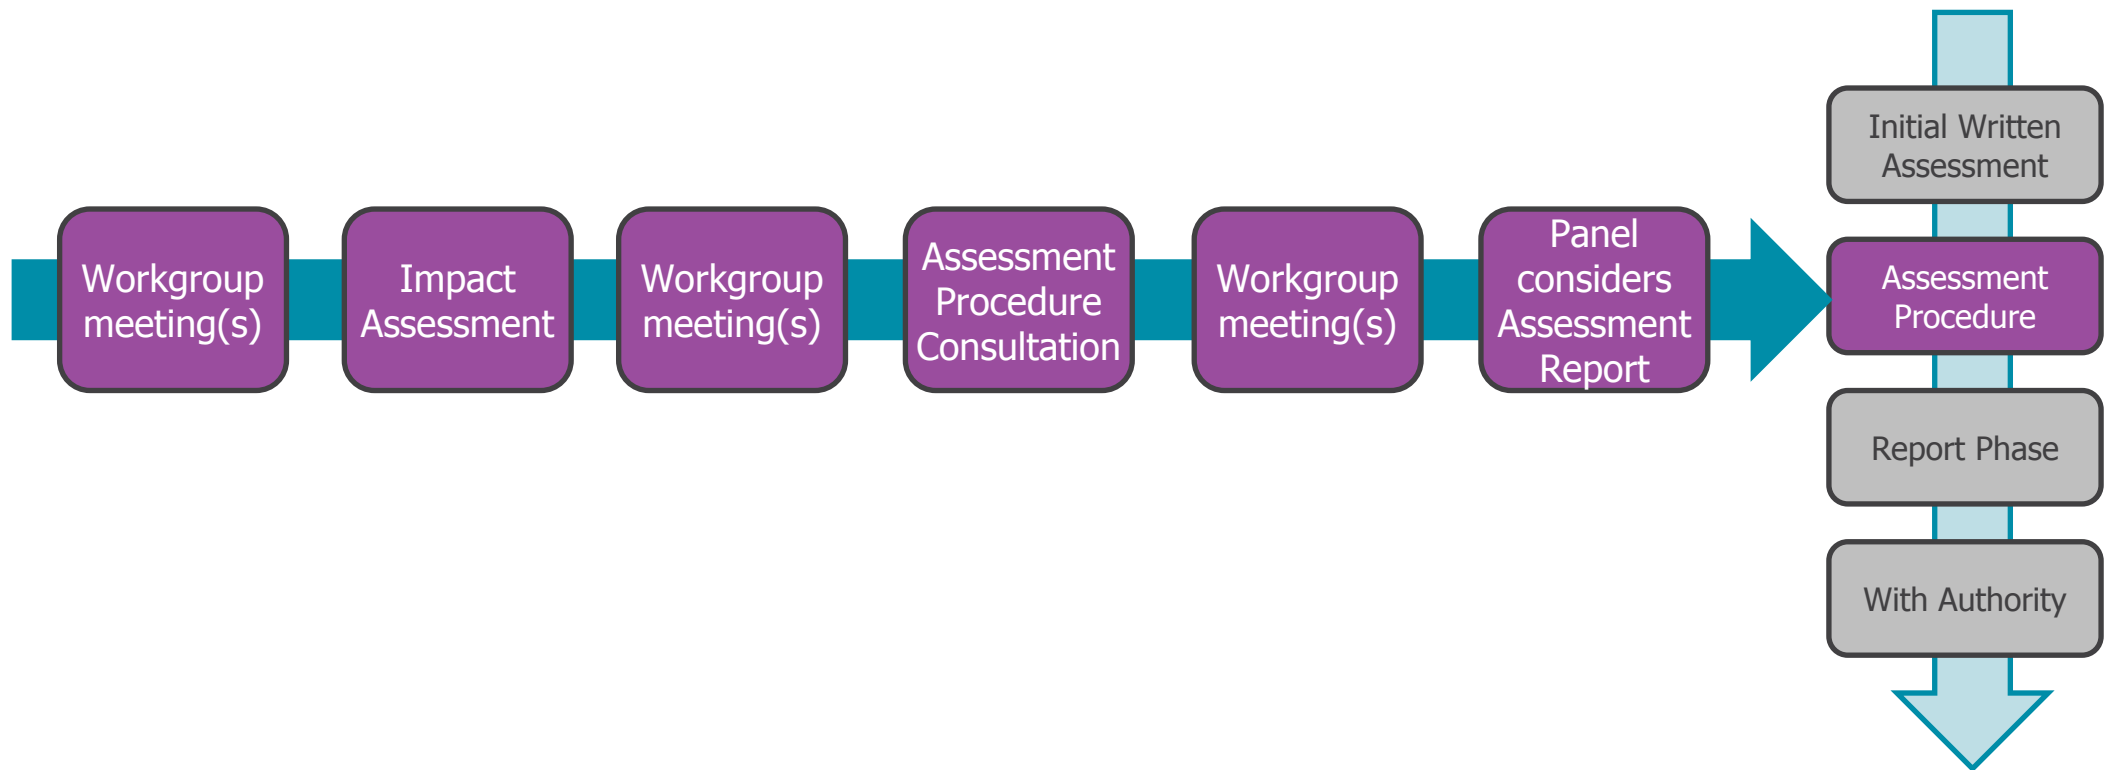 Workgroup
meeting(s)
Impact
Assessment
Workgroup
meeting(s)
Assessment
Procedure
Consultation
Workgroup
meeting(s)
Panel
considers
Assessment
Report
Initial Written
Assessment
Assessment
Procedure
Report Phase
With Authority